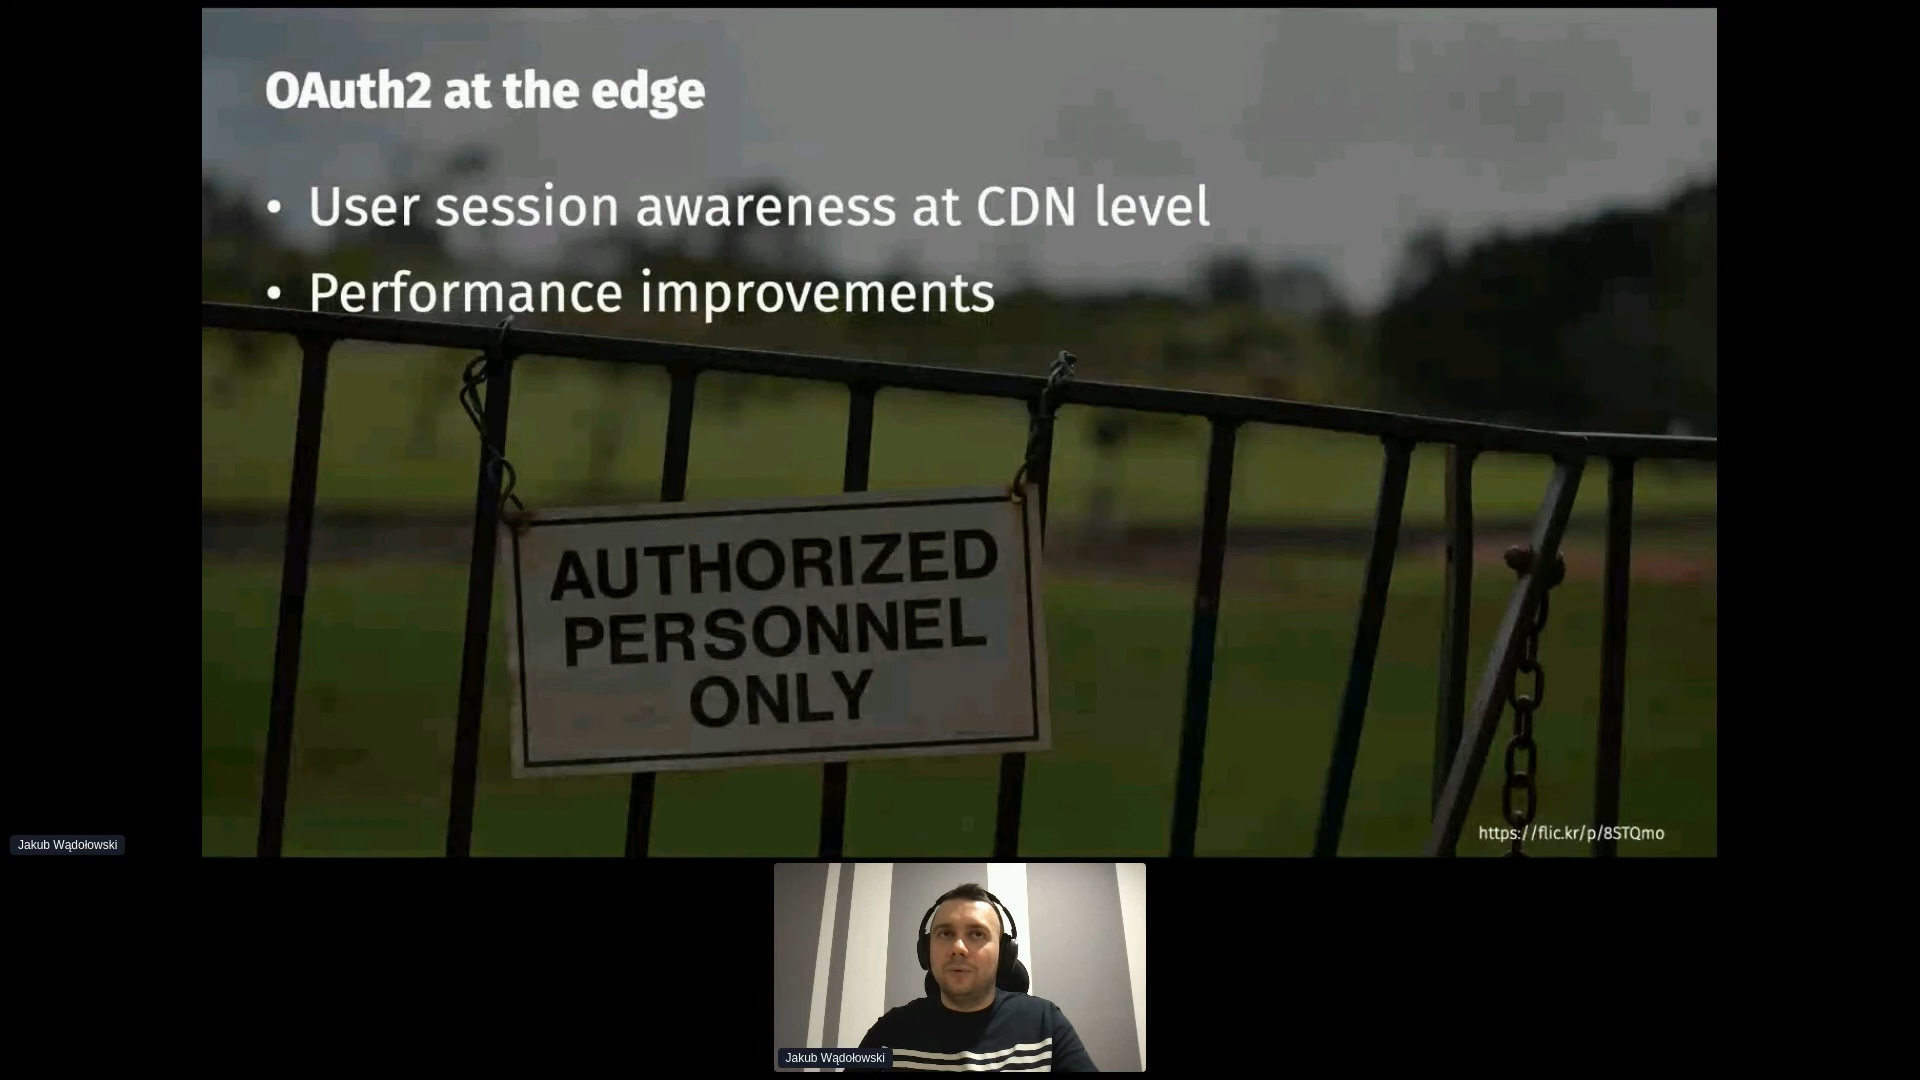 OAuth2 at the edge
• User session awareness at CDN level
• Performance improvements
AUTHORIZED
PERSONNEL
ONLY
https://flic.kr/p/8STQmo
Jakub Wądołowski
Jakub Wądołowski